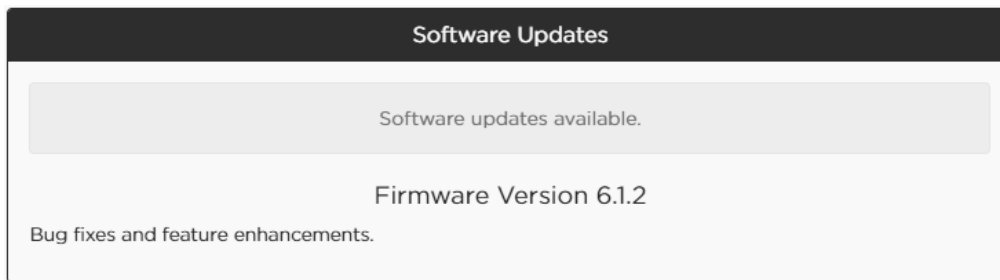 Software Updates
Software updates available.
Firmware Version 6.1.2
Bug fixes and feature enhancements.